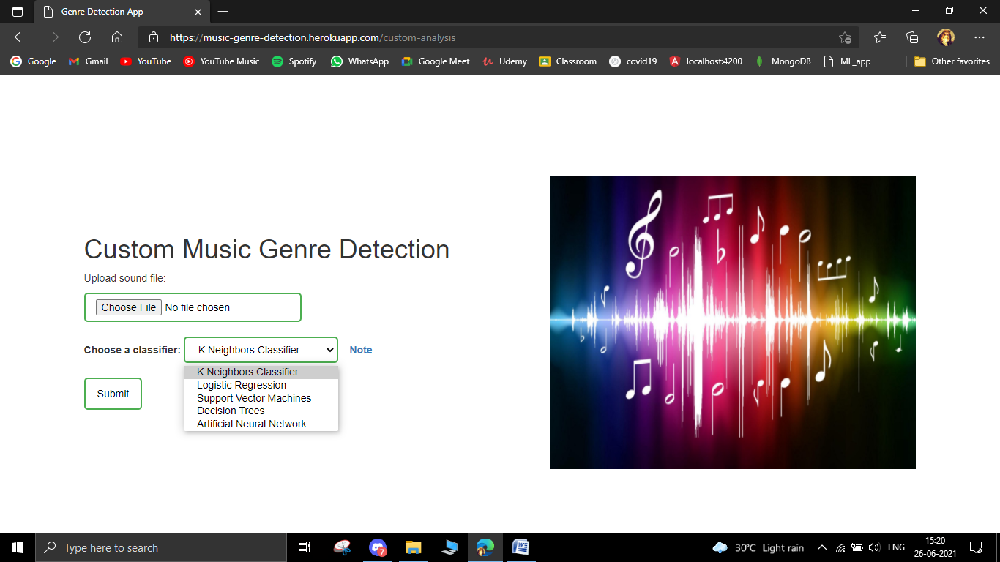 Genre Detection App
https://music-genre-detection.herokuapp.com/custom-analysis
Google Gmail YouTube YouTube Music Spotify WhatsApp Google Meet Udemy Classroom covid19 localhost:4200 MongoDB ML_app Other favorites
Custom Music Genre Detection
Upload sound file:
Choose File No file chosen
Choose a classifier: K Neighbors Classifier Note
K Neighbors Classifier
Logistic Regression
Support Vector Machines
Decision Trees
Artificial Neural Network
Submit
Type here to search
7
30°C Light rain
ENG
15:20
26-06-2021